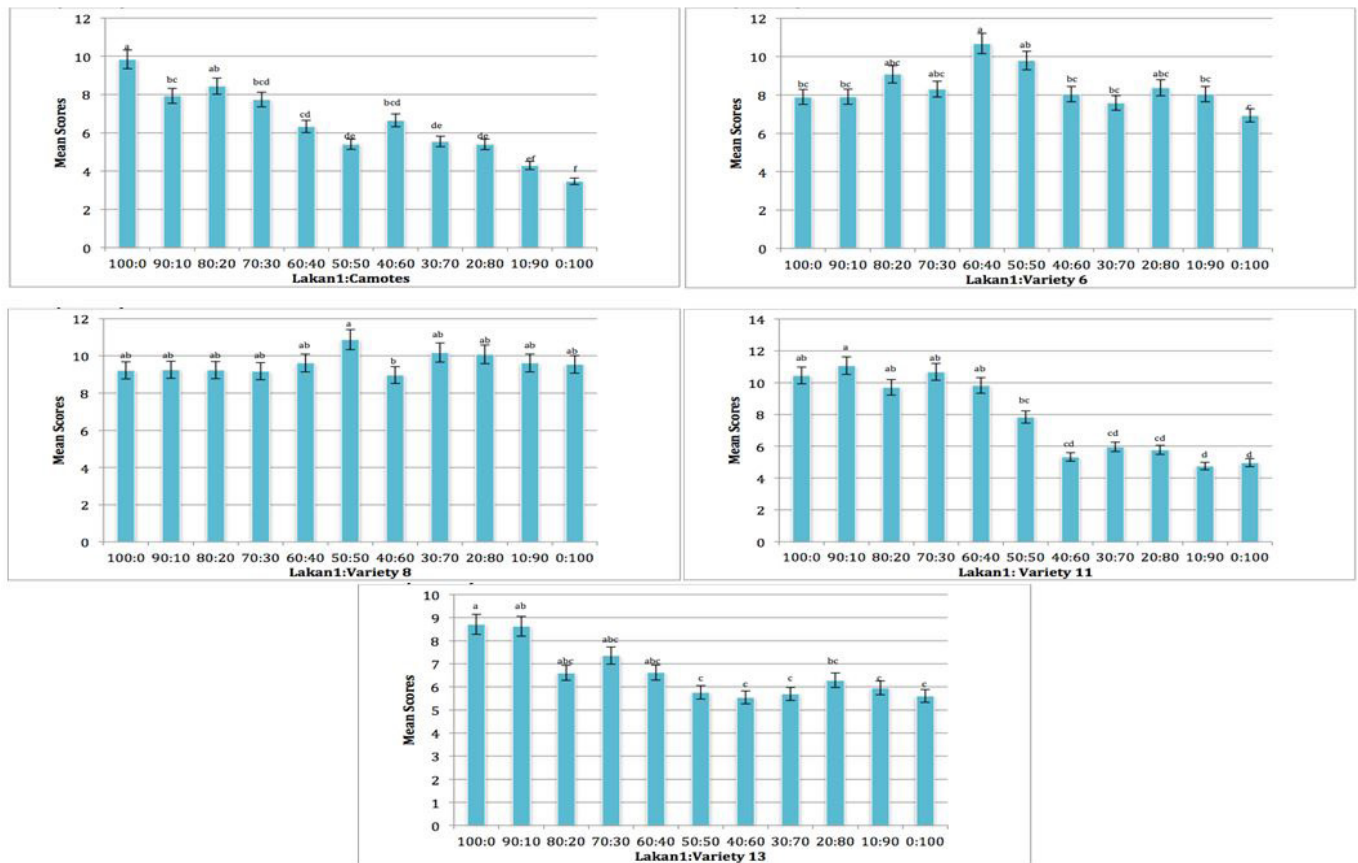 12
10
8
6
4
2
0
Mean Scores
a
bc
ab
bcd
cd
de
bcd
de
de
ef
f
100:0 90:10 80:20 70:30 60:40 50:50 40:60 30:70 20:80 10:90 0:100
Lakan1:Camotes
12
10
8
6
4
2
0
Mean Scores
bc
bc
abc
abc
a
ab
bc
bc
abc
bc
c
100:0 90:10 80:20 70:30 60:40 50:50 40:60 30:70 20:80 10:90 0:100
Lakan1:Variety 6
12
10
8
6
4
2
0
Mean Scores
ab
ab
ab
ab
ab
a
b
ab
ab
ab
ab
100:0 90:10 80:20 70:30 60:40 50:50 40:60 30:70 20:80 10:90 0:100
Lakan1:Variety 8
14
12
10
8
6
4
2
0
Mean Scores
ab
a
ab
ab
ab
bc
cd
cd
cd
d
d
100:0 90:10 80:20 70:30 60:40 50:50 40:60 30:70 20:80 10:90 0:100
Lakan1: Variety 11
10
9
8
7
6
5
4
3
2
1
0
Mean Scores
a
ab
abc
abc
abc
c
c
c
bc
c
c
100:0 90:10 80:20 70:30 60:40 50:50 40:60 30:70 20:80 10:90 0:100
Lakan1:Variety 13